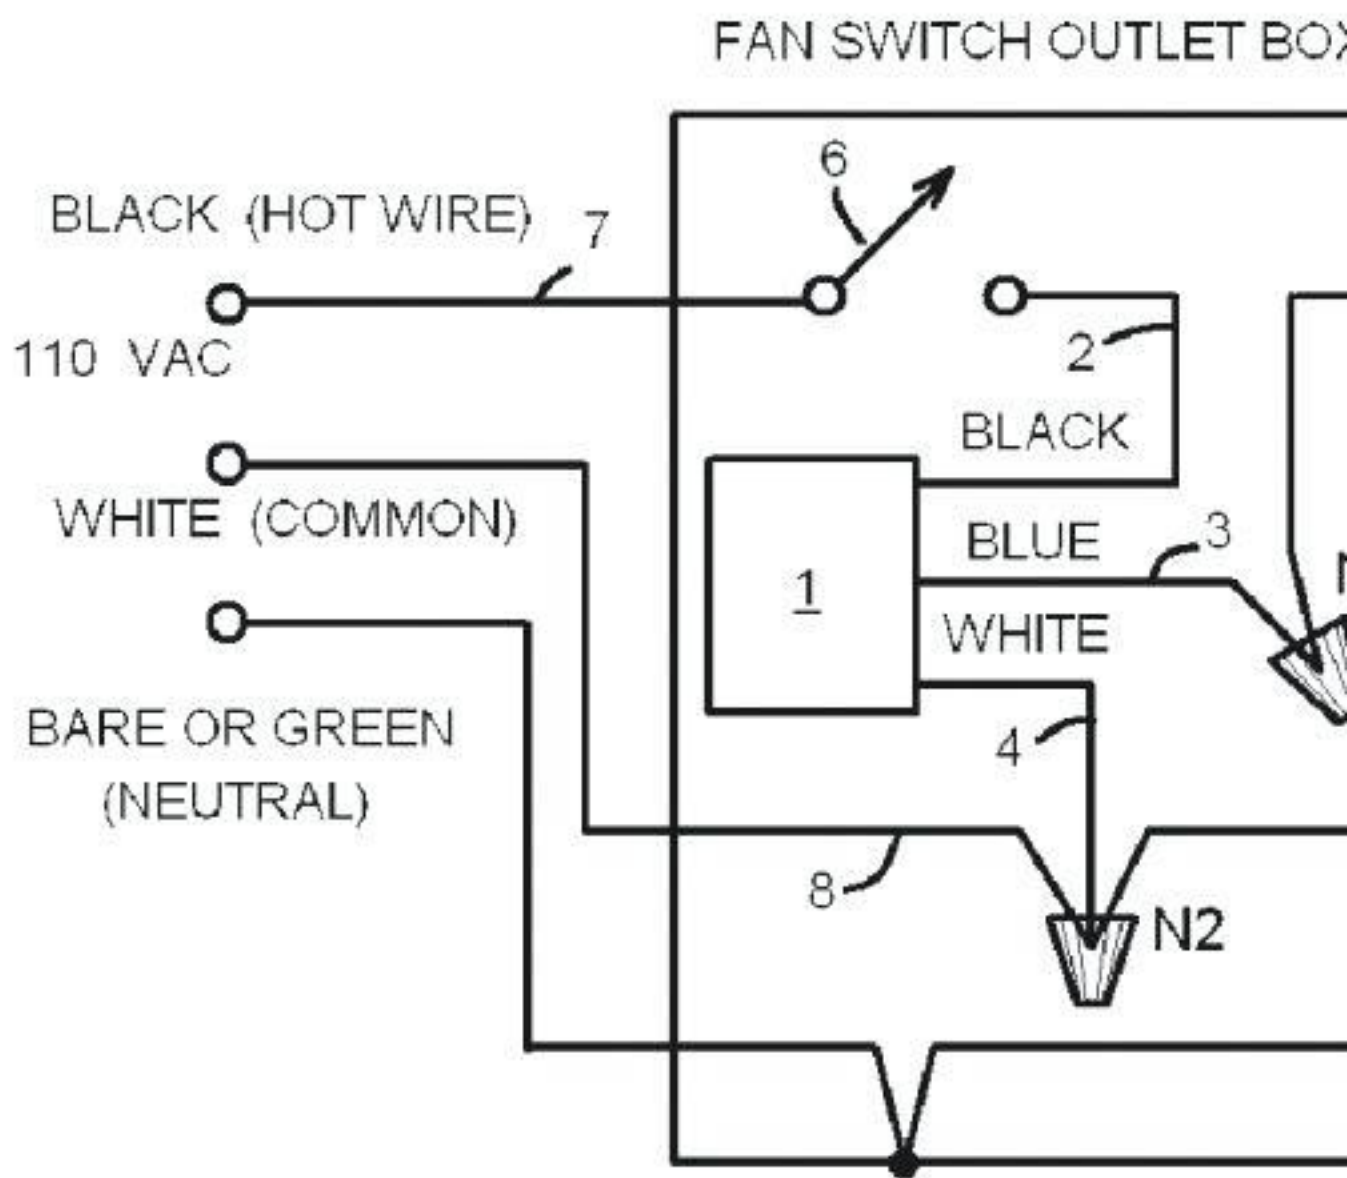 FAN SWITCH OUTLET BOX
6
BLACK (HOT WIRE)
7
110 VAC
2
BLACK
WHITE (COMMON)
BLUE
3
1
WHITE
BARE OR GREEN
(NEUTRAL)
4
8
N2